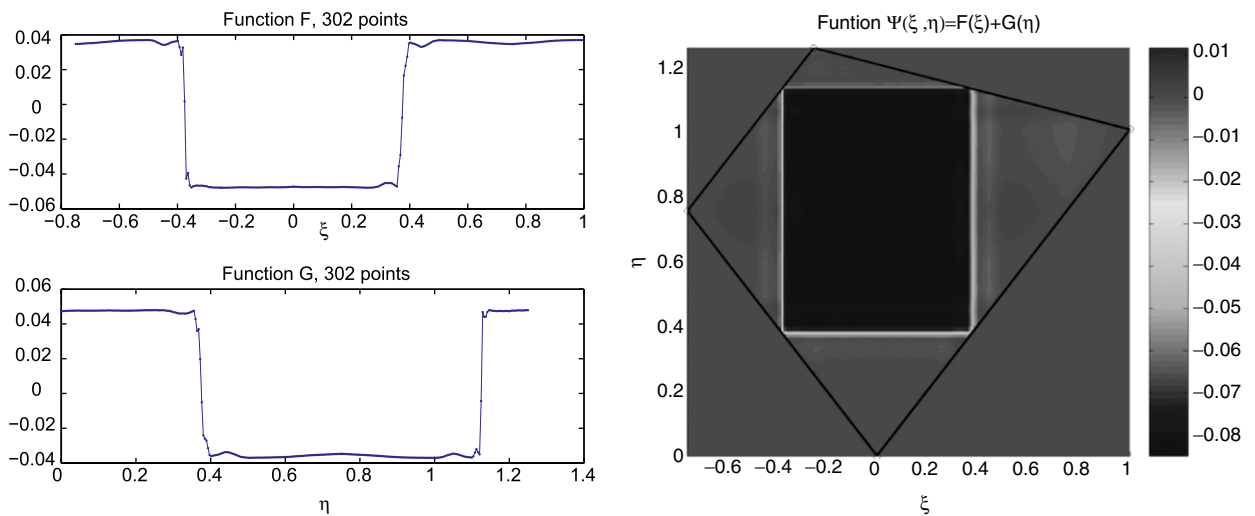 Function F, 302 points
0.04
0.04
0
−0.02
−0.04
−0.06
−0.8 −0.6 −0.4 −0.2 0 0.2 0.4 0.6 0.8 1
ξ
Function G, 302 points
0.06
0.04
0.02
0
−0.02
−0.04
0 0.2 0.4 0.6 0.8 1 1.2 1.4
η
Funtion Ψ(ξ ,η)=F(ξ)+G(η)
1.2
1
0.8
0.6
0.4
0.2
0
η
−0.6 −0.4 −0.2 0 0.2 0.4 0.6 0.8 1
ξ
0.01
0
−0.01
−0.02
−0.03
−0.04
−0.05
−0.06
−0.07
−0.08